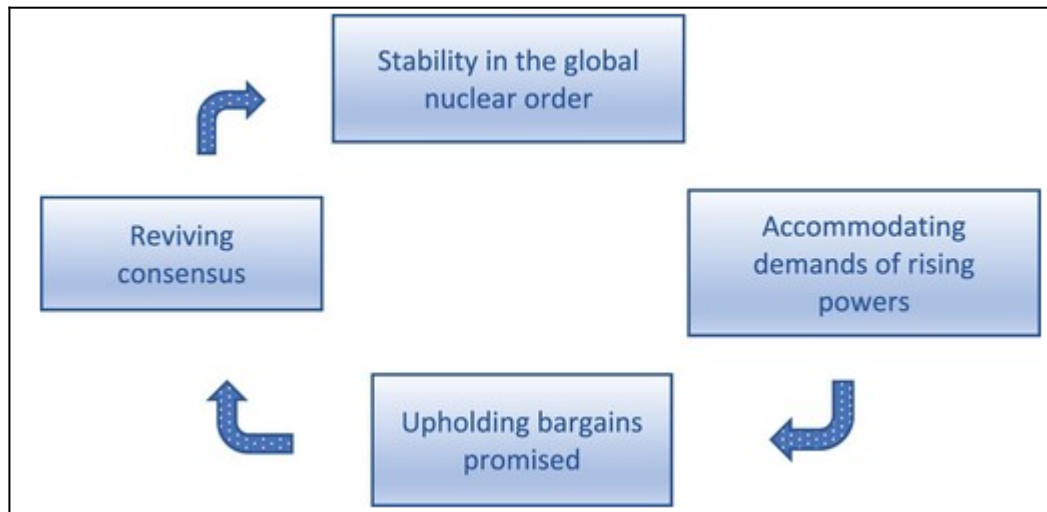 Stability in the global
nuclear order
Reviving
consensus
Accommodating
demands of rising
powers
Upholding bargains
promised